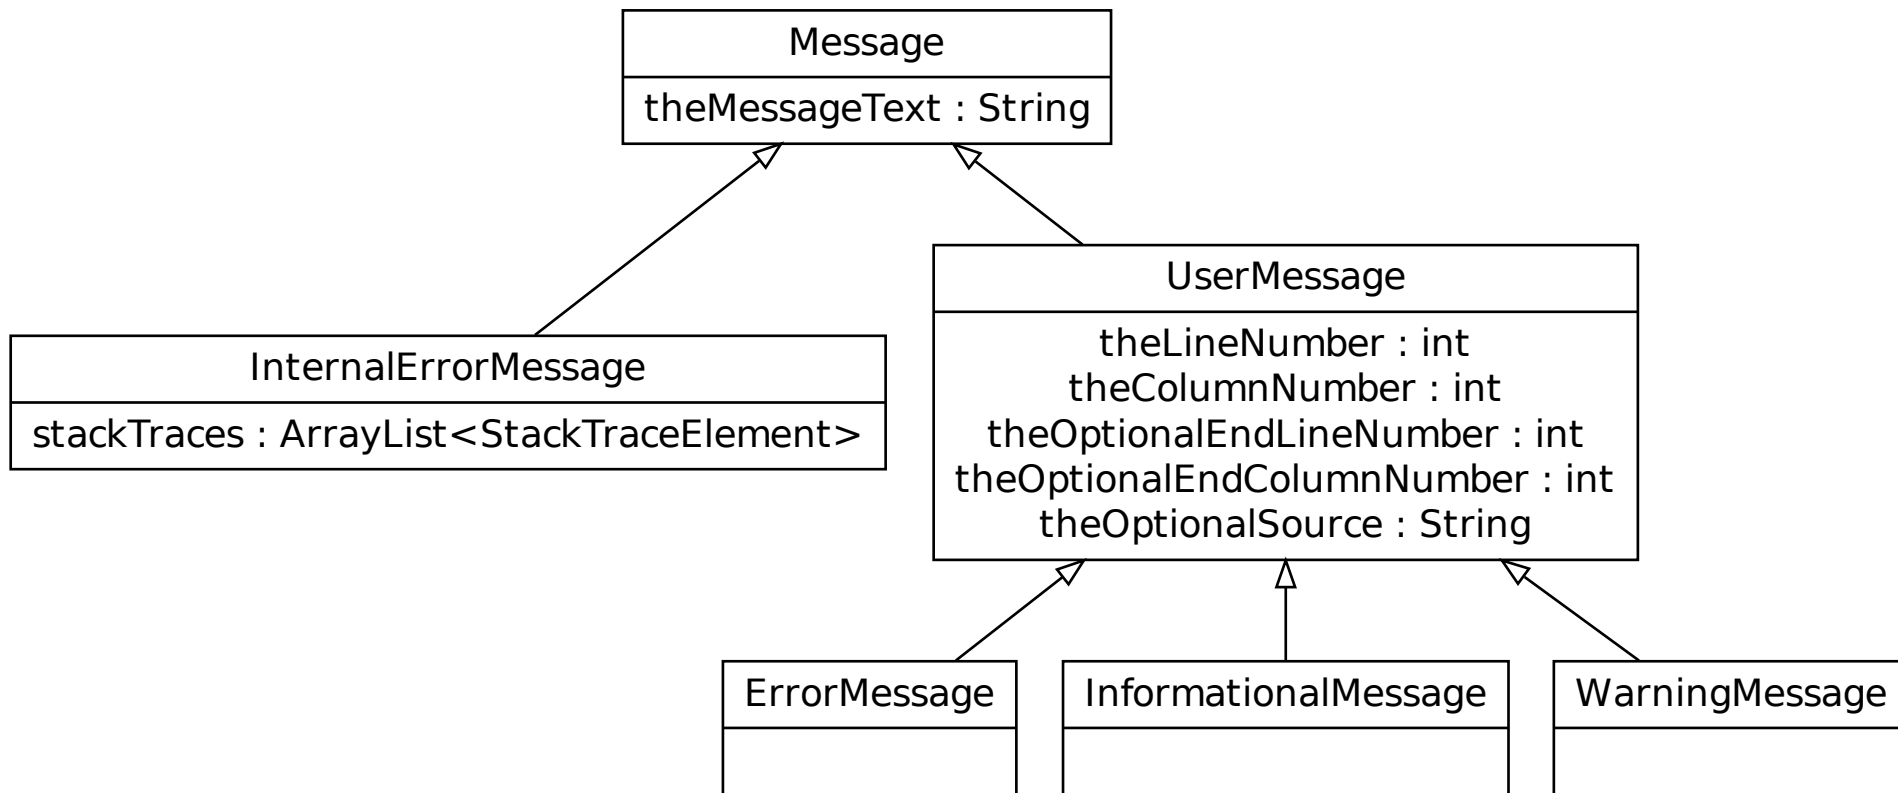 Message
theMessageText : String
UserMessage
theLineNumber : int
theColumnNumber : int
theOptionalEndLineNumber : int
theOptionalEndColumnNumber : int
theOptionalSource : String
InternalErrorMessage
stackTraces : ArrayList<StackTraceElement>
ErrorMessage
InformationalMessage
WarningMessage